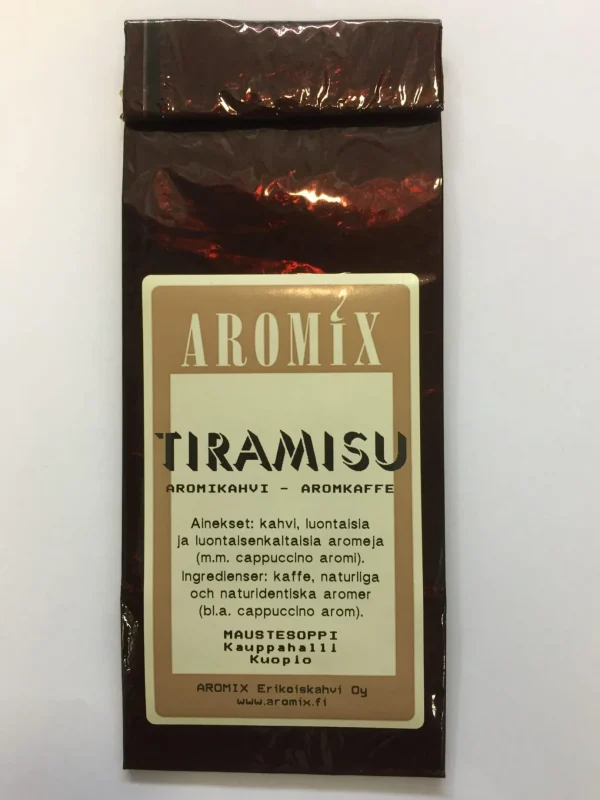 AROMIX
TIRAMISU
AROMIKAHVI - AROMKAFFE
Ainekset: kahvi, luontaisia
ja luontaisenkaltaisia aromeja
(m.m. cappuccino aromi).
Ingredienser: kaffe, naturliga
och naturidentiska aromer
(bl.a. cappuccino arom).
MAUSTESOPPI
Kauppahalli
Kuopio
AROMIX Erikoiskahvi Oy
www.aromix.fi